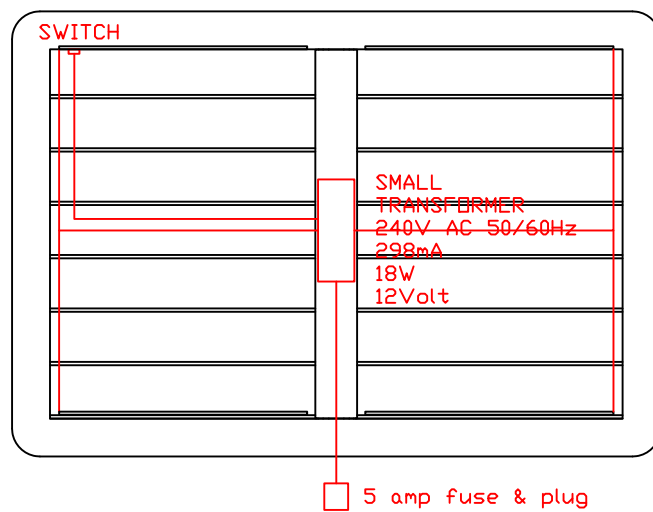 SWITCH
SMALL
TRANSFORMER
240V AC 50/60Hz
298mA
18W
12Volt
5 amp fuse & plug